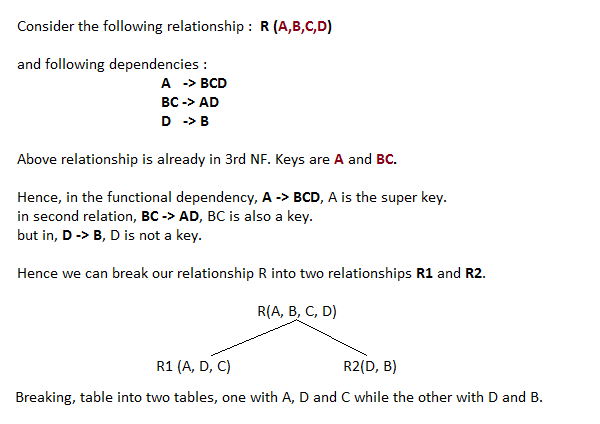 Consider the following relationship : R (A,B,C,D)
and following dependencies :
A -> BCD
BC -> AD
D -> B
Above relationship is already in 3rd NF. Keys are A and BC.
Hence, in the functional dependency, A -> BCD, A is the super key.
in second relation, BC -> AD, BC is also a key.
but in, D -> B, D is not a key.
Hence we can break our relationship R into two relationships R1 and R2.
R(A, B, C, D)
R1 (A, D, C) R2(D, B)
Breaking, table into two tables, one with A, D and C while the other with D and B.